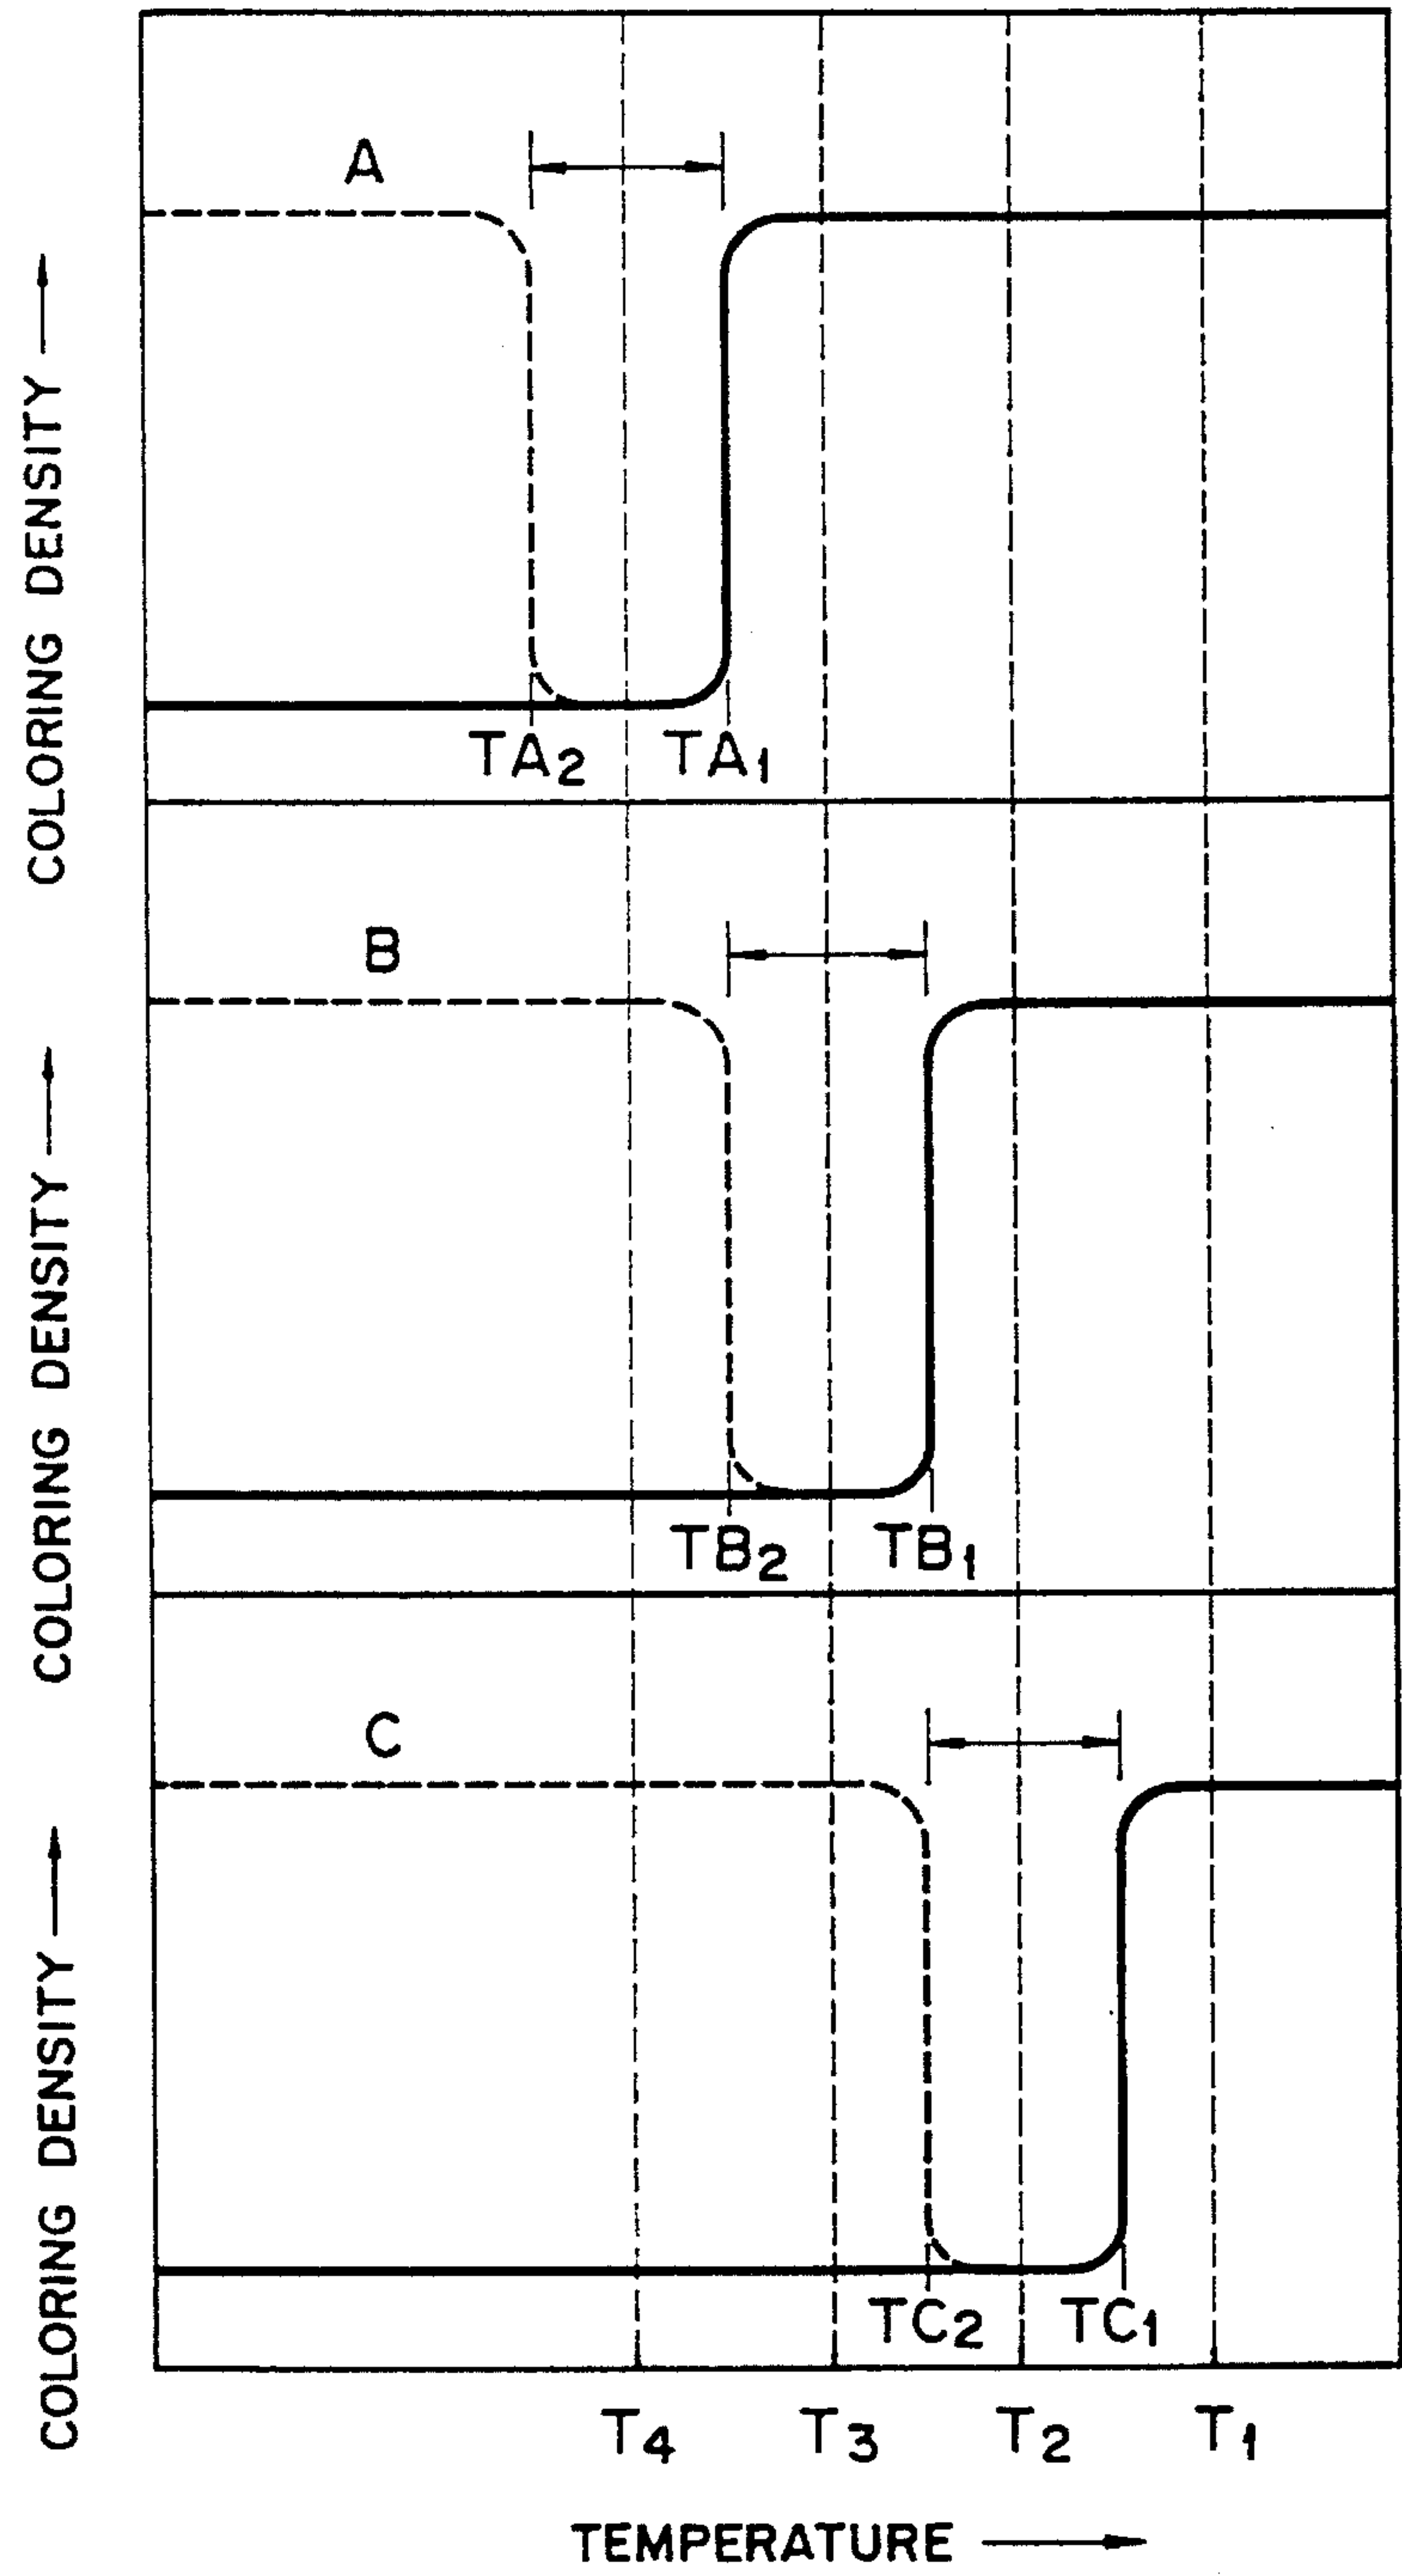 A
COLORING DENSITY
TA2 TA1
B
COLORING DENSITY
TB2 TB1
C
COLORING DENSITY
TC2 TC1
T4 T3 T2 T1
TEMPERATURE